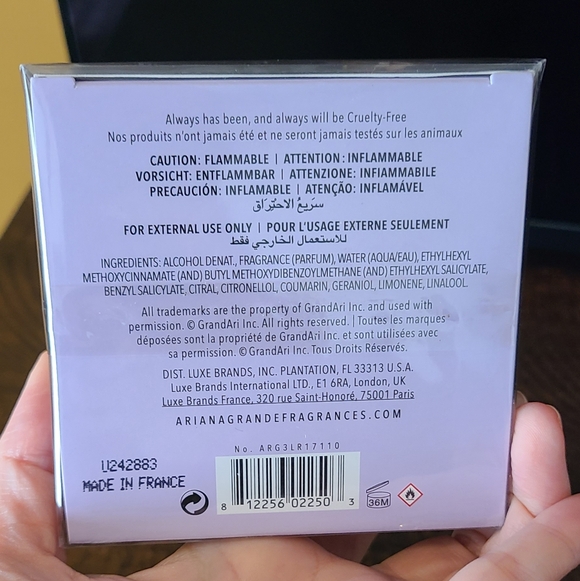 Always has been, and always will be Cruelty-Free
Nos produits n'ont jamais été et ne seront jamais testés sur les animaux
CAUTION: FLAMMABLE | ATTENTION: INFLAMMABLE
VORSICHT: ENTFLAMMBAR | ATTENZIONE: INFIAMMABILE
PRECAUCIÓN: INFLAMABLE | ATENÇÃO: INFLAMÁVEL
سَرِيعُ الاحتِرَاق
FOR EXTERNAL USE ONLY | POUR L'USAGE EXTERNE SEULEMENT
للاستعمال الخارجي فقط
INGREDIENTS: ALCOHOL DENAT., FRAGRANCE (PARFUM), WATER (AQUA/EAU), ETHYLHEXYL
METHOXYCINNAMATE (AND) BUTYL METHOXYDIBENZOYLMETHANE (AND) ETHYLHEXYL SALICYLATE,
BENZYL SALICYLATE, CITRAL, CITRONELLOL, COUMARIN, GERANIOL, LIMONENE, LINALOOL.
All trademarks are the property of GrandAri Inc. and used with
permission. © GrandAri Inc. All rights reserved. | Toutes les marques
déposées sont la propriété de GrandAri Inc. et sont utilisées avec
sa permission. © GrandAri Inc. Tous Droits Réservés.
DIST. LUXE BRANDS, INC. PLANTATION, FL 33313 U.S.A.
Luxe Brands International LTD., E1 6RA, London, UK
Luxe Brands France, 320 rue Saint-Honoré, 75001 Paris
ARIANAGRANDEFRAGRANCES.COM
No. ARG3LR17110
U242883
MADE IN FRANCE
8 12256 02250 3
36M